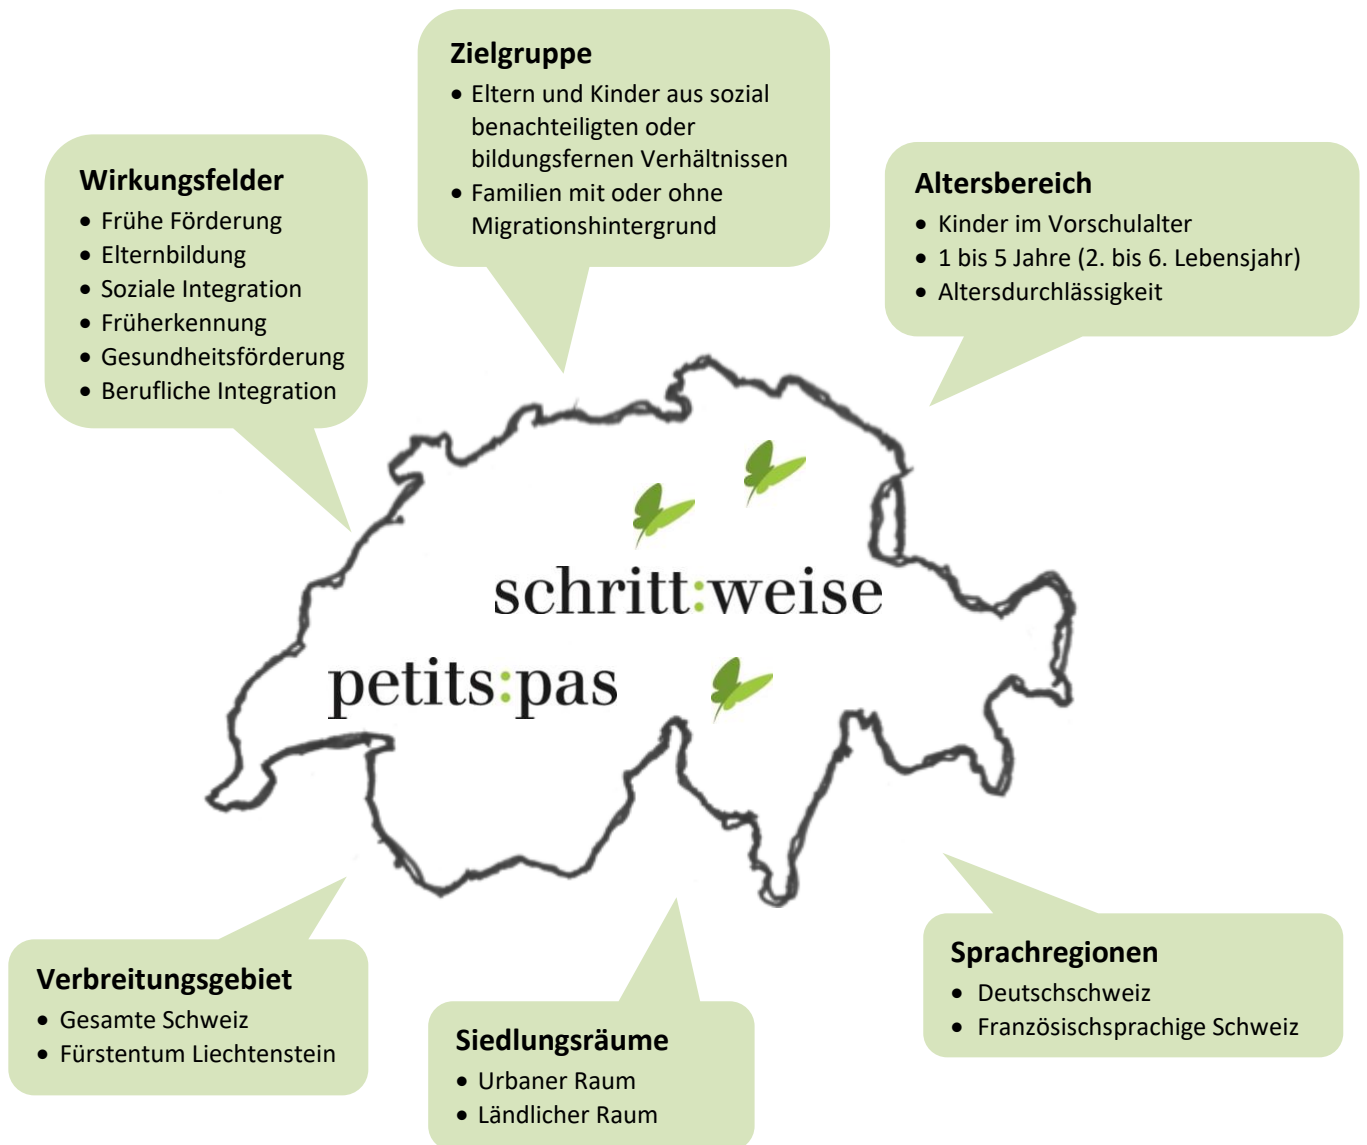 Zielgruppe
• Eltern und Kinder aus sozial
benachteiligten oder
bildungsfernen Verhältnissen
• Familien mit oder ohne
Migrationshintergrund
Wirkungsfelder
• Frühe Förderung
• Elternbildung
• Soziale Integration
• Früherkennung
• Gesundheitsförderung
• Berufliche Integration
Altersbereich
• Kinder im Vorschulalter
• 1 bis 5 Jahre (2. bis 6. Lebensjahr)
• Altersdurchlässigkeit
schritt:weise
petits:pas
Verbreitungsgebiet
• Gesamte Schweiz
• Fürstentum Liechtenstein
Siedlungsräume
• Urbaner Raum
• Ländlicher Raum
Sprachregionen
• Deutschschweiz
• Französischsprachige Schweiz